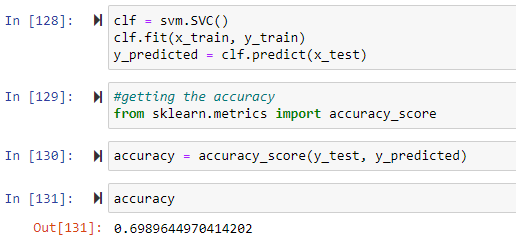 In [128]:
clf = svm.SVC()
clf.fit(x_train, y_train)
y_predicted = clf.predict(x_test)
In [129]:
#getting the accuracy
from sklearn.metrics import accuracy_score
In [130]:
accuracy = accuracy_score(y_test, y_predicted)
In [131]:
accuracy
Out[131]:
0.6989644970414202